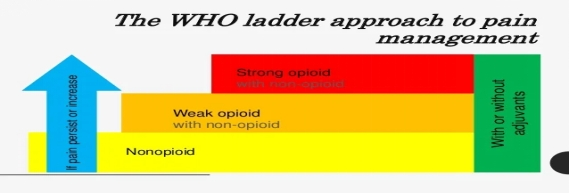 The WHO ladder approach to pain
management
Strong opioid
with non-opioid
Weak opioid
with non-opioid
Nonopioid
If pain persist or increase
With or without
adjuvants